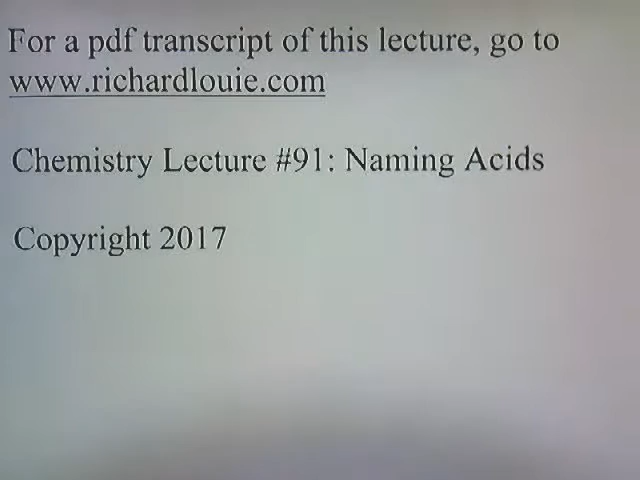 For a pdf transcript of this lecture, go to
www.richardlouie.com
Chemistry Lecture #91: Naming Acids
Copyright 2017